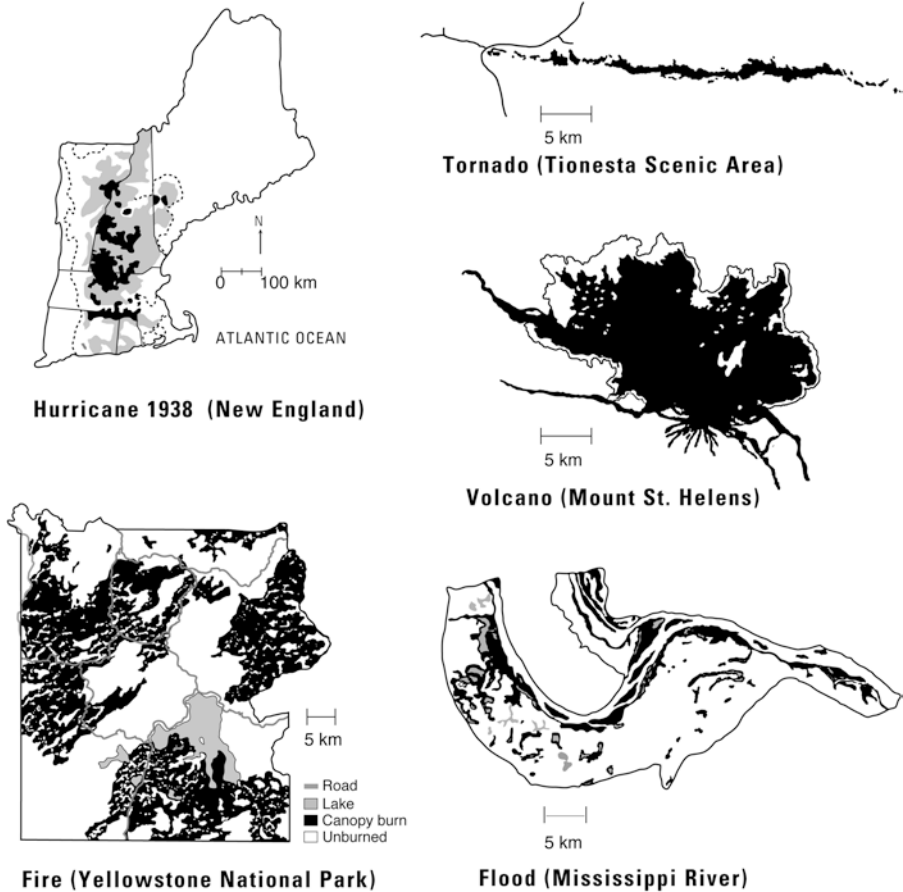 N
0 100 km
ATLANTIC OCEAN
Hurricane 1938 (New England)
5 km
Tornado (Tionesta Scenic Area)
5 km
Volcano (Mount St. Helens)
5 km
Road
Lake
Canopy burn
Unburned
Fire (Yellowstone National Park)
5 km
Flood (Mississippi River)